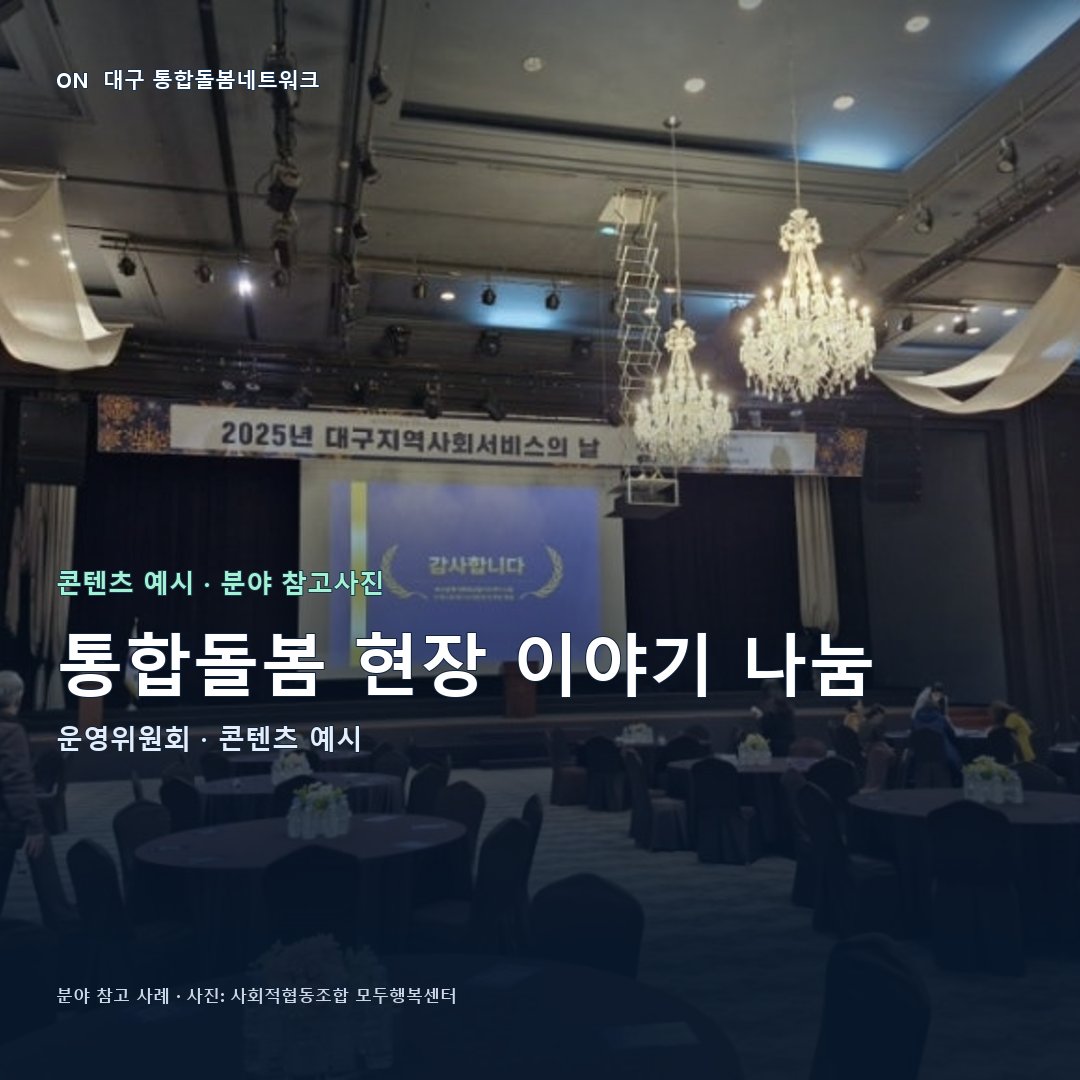 ON 대구 통합돌봄네트워크
2025년 대구지역사회서비스의 날
감사합니다
콘텐츠 예시 · 분야 참고사진
통합돌봄 현장 이야기 나눔
운영위원회 · 콘텐츠 예시
분야 참고 사례 · 사진: 사회적협동조합 모두행복센터